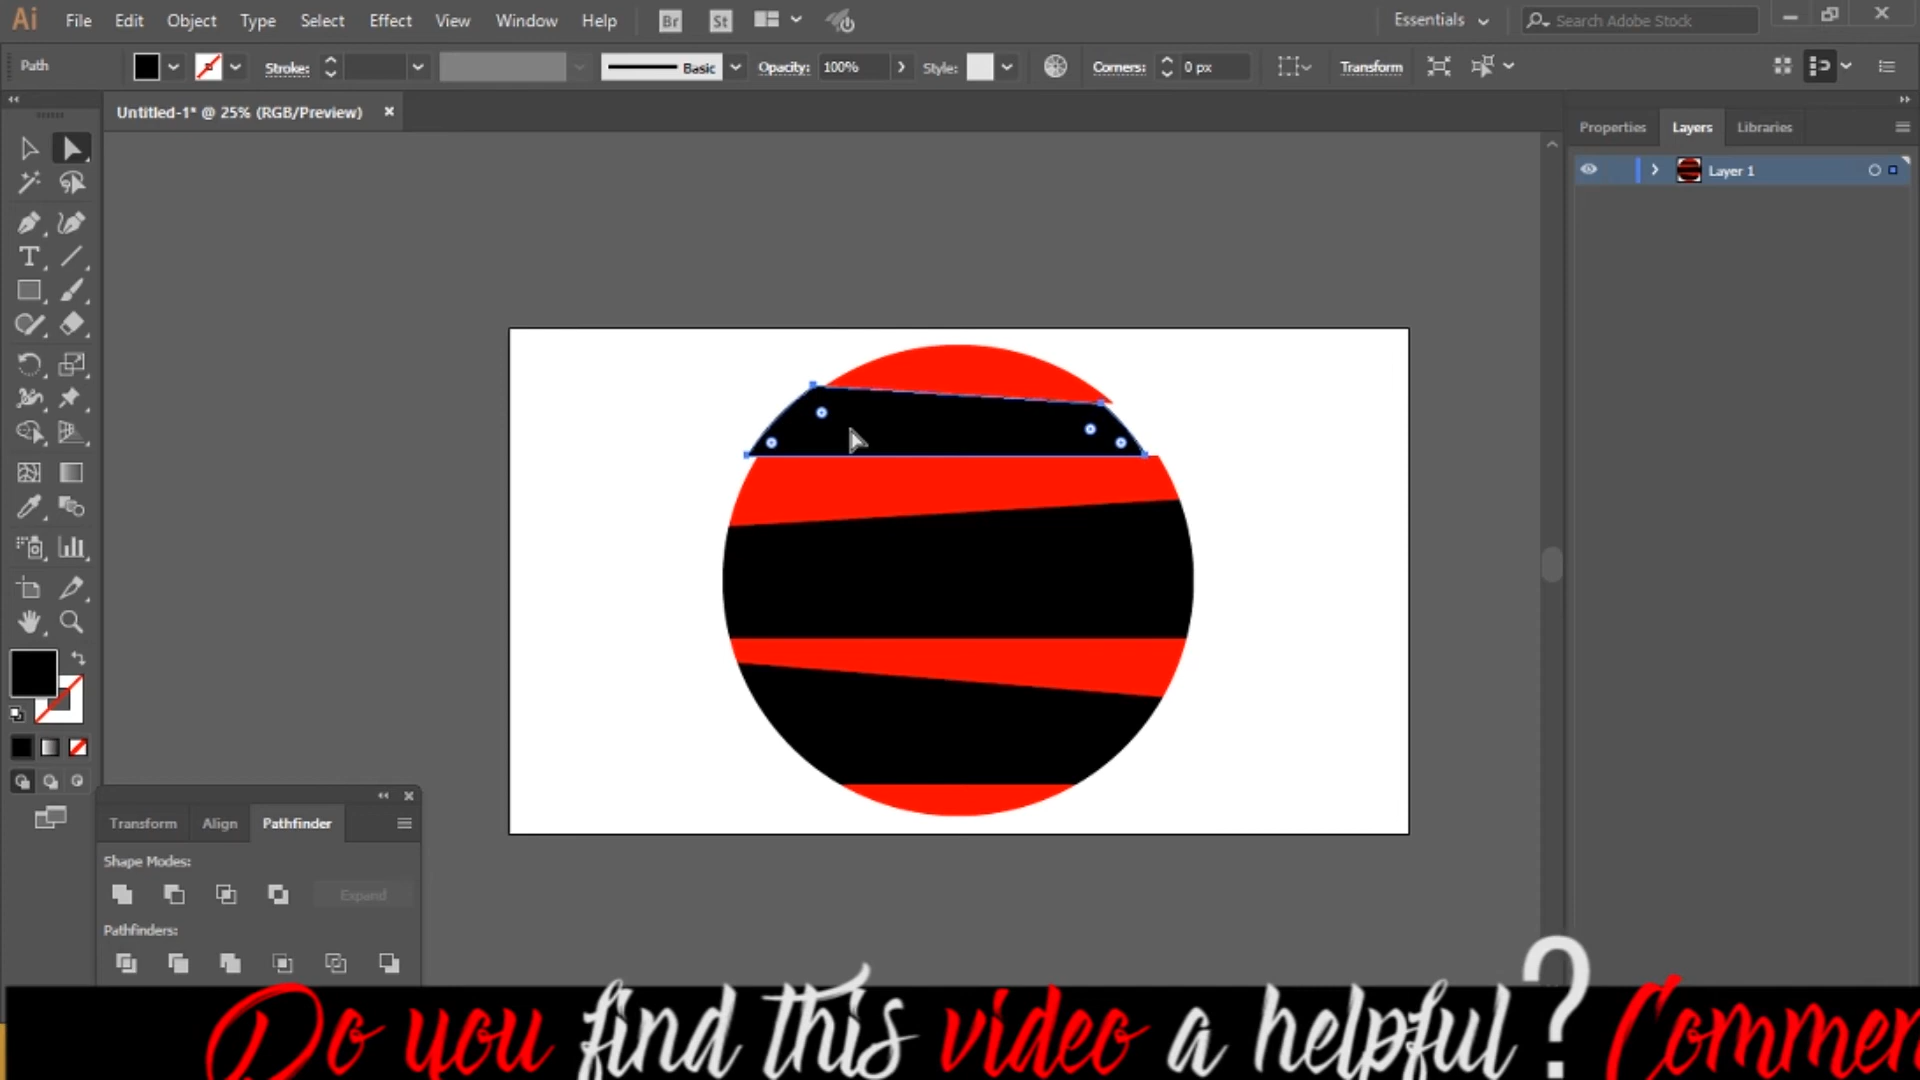 Ai File Edit Object Type Select Effect View Window Help Br St Essentials Search Adobe Stock
Path Stroke: Basic Opacity: 100% Style: Corners: 0 px Transform
Untitled-1* @ 25% (RGB/Preview)
Properties Layers Libraries
Layer 1
Transform Align Pathfinder
Shape Modes:
Expand
Pathfinders:
Do you find this video a helpful? Commen